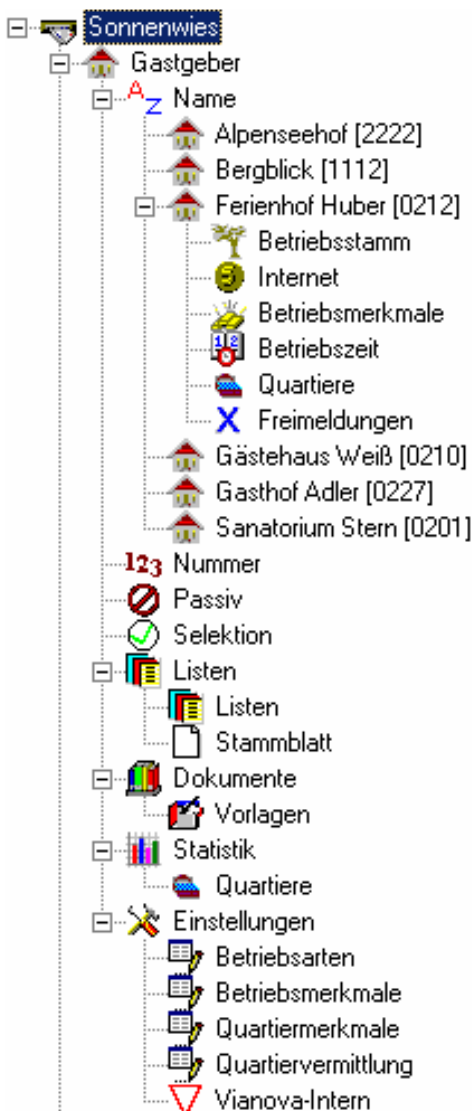 Sonnenwies
Gastgeber
Name
Alpenseehof [2222]
Bergblick [1112]
Ferienhof Huber [0212]
Betriebsstamm
Internet
Betriebsmerkmale
Betriebszeit
Quartiere
Freimeldungen
Gästehaus Weiß [0210]
Gasthof Adler [0227]
Sanatorium Stern [0201]
123 Nummer
Passiv
Selektion
Listen
Listen
Stammblatt
Dokumente
Vorlagen
Statistik
Quartiere
Einstellungen
Betriebsarten
Betriebsmerkmale
Quartiermerkmale
Quartiervermittlung
Vianova-Intern